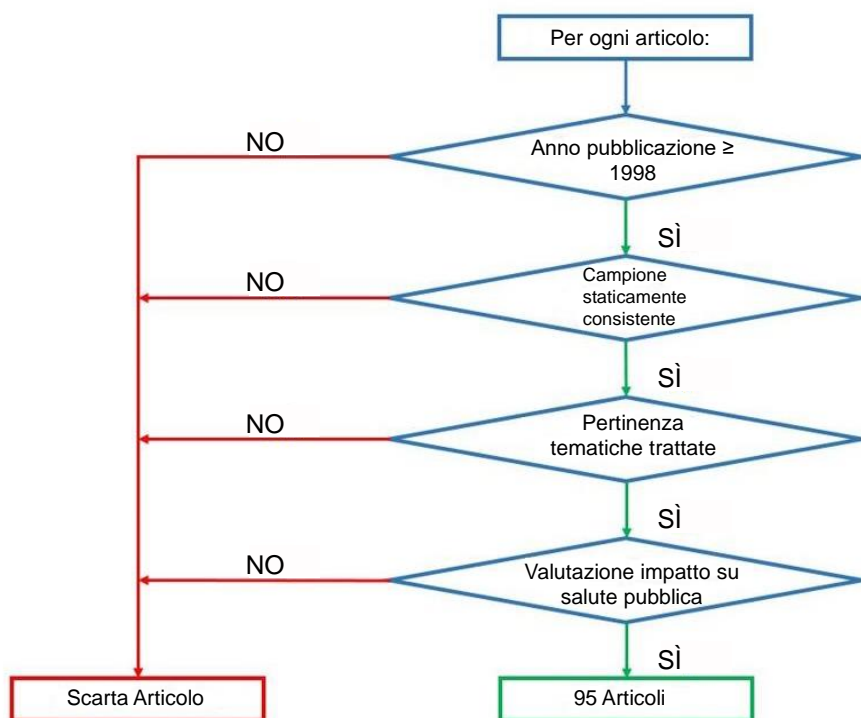 Per ogni articolo:
NO
Anno pubblicazione ≥
1998
SÌ
NO
Campione
staticamente
consistente
SÌ
NO
Pertinenza
tematiche trattate
SÌ
NO
Valutazione impatto su
salute pubblica
SÌ
Scarta Articolo
95 Articoli